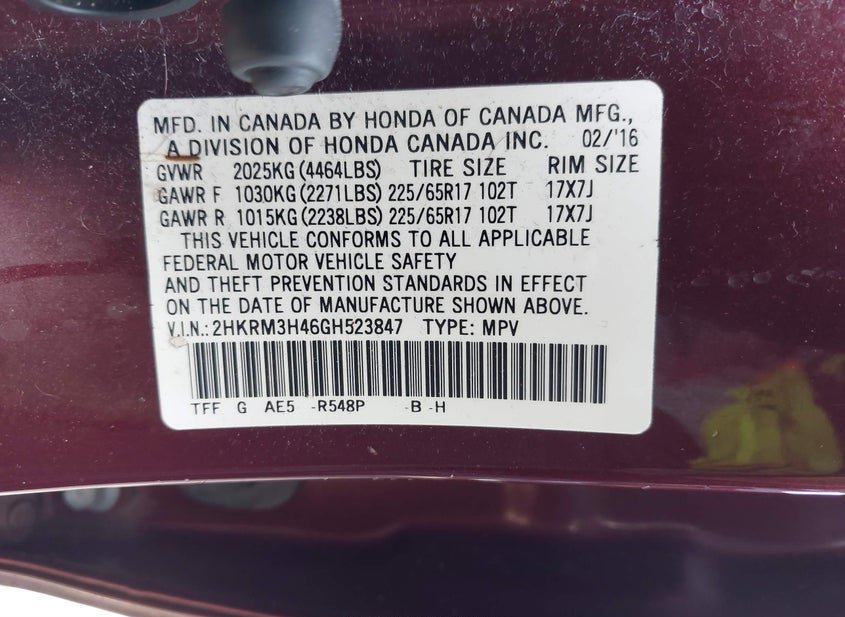 MFD. IN CANADA BY HONDA OF CANADA MFG.,
A DIVISION OF HONDA CANADA INC. 02/'16
GVWR 2025KG (4464LBS) TIRE SIZE RIM SIZE
GAWR F 1030KG (2271LBS) 225/65R17 102T 17X7J
GAWR R 1015KG (2238LBS) 225/65R17 102T 17X7J
THIS VEHICLE CONFORMS TO ALL APPLICABLE
FEDERAL MOTOR VEHICLE SAFETY
AND THEFT PREVENTION STANDARDS IN EFFECT
ON THE DATE OF MANUFACTURE SHOWN ABOVE.
V.I.N.: 2HKRM3H46GH523847 TYPE: MPV
TFF G AE5 -R548P -B -H